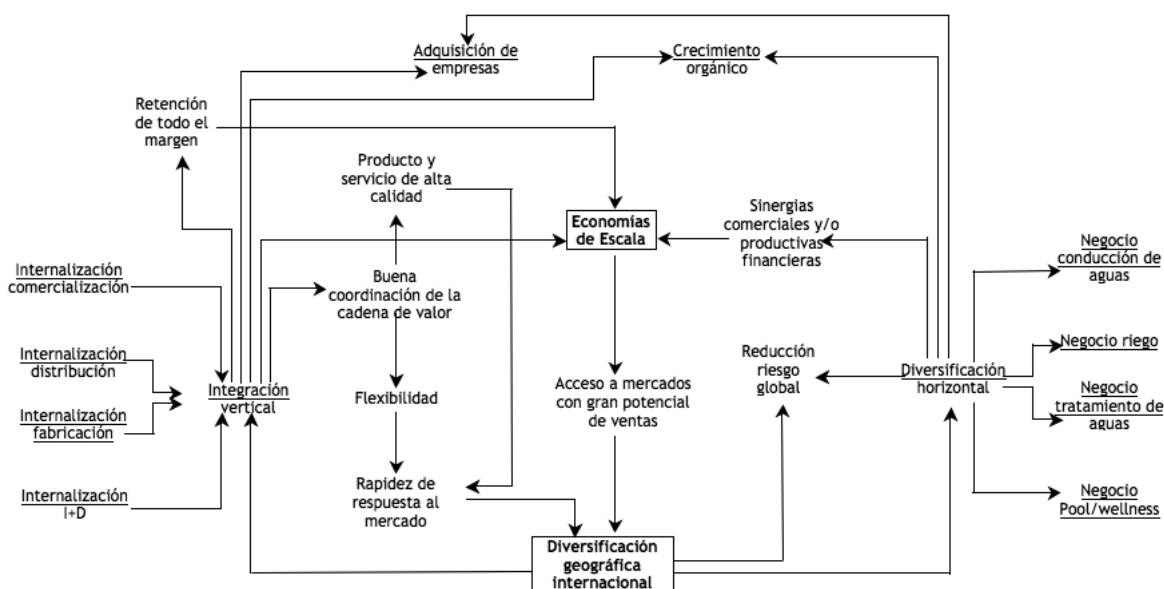 Adquisición de
empresas
Crecimiento
orgánico
Retención
de todo el
margen
Producto y
servicio de alta
calidad
Economías
de Escala
Sinergias
comerciales y/o
productivas
financieras
Negocio
conducción de
aguas
Internalización
comercialización
Buena
coordinación de la
cadena de valor
Internalización
distribución
Integración
vertical
Flexibilidad
Acceso a mercados
con gran potencial
de ventas
Reducción
riesgo
global
Diversificación
horizontal
Negocio riego
Internalización
fabricación
Negocio
tratamiento de
aguas
Internalización
I+D
Rapidez de
respuesta al
mercado
Negocio
Pool/wellness
Diversificación
geográfica
internacional